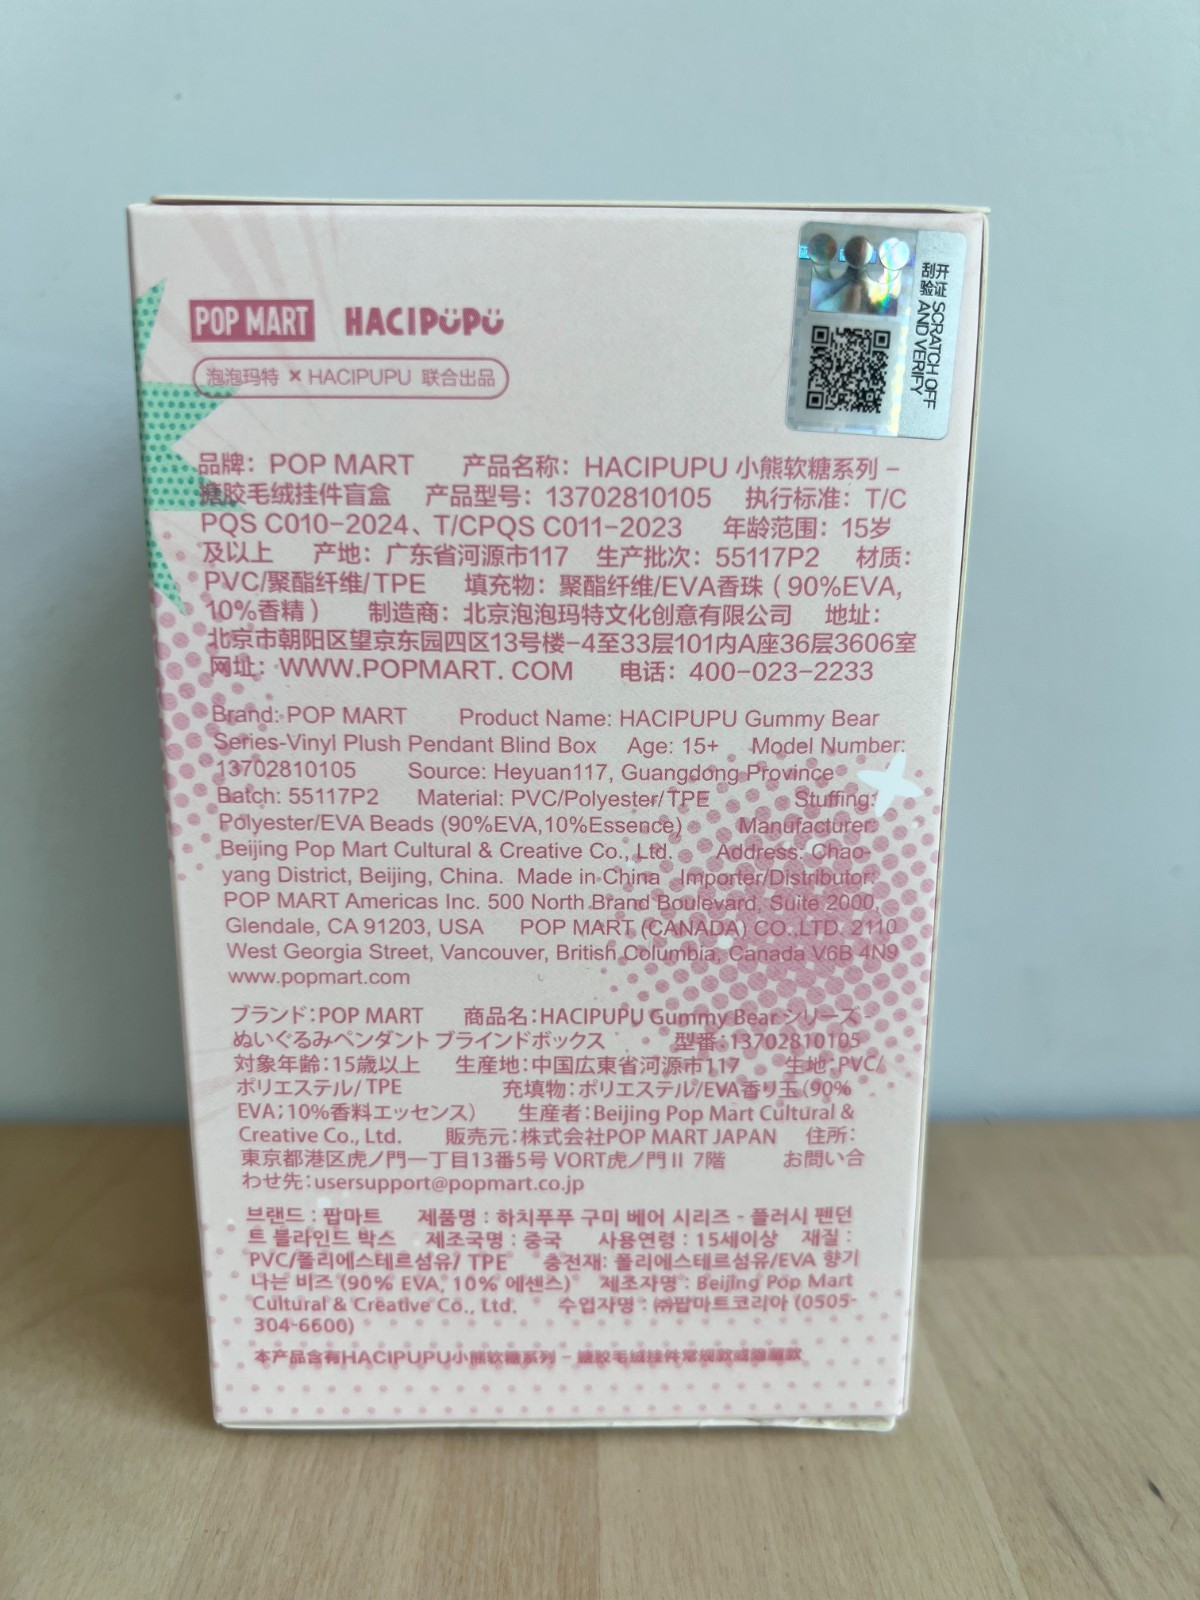 POP MART HACIPUPU
泡泡玛特 × HACIPUPU 联合出品
开证 SCRATCH OFF
刮验 AND VERIFY
品牌：POP MART 产品名称：HACIPUPU 小熊软糖系列 –
搪胶毛绒挂件盲盒 产品型号：13702810105 执行标准：T/C
PQS C010-2024、T/CPQS C011-2023 年龄范围：15岁
及以上 产地：广东省河源市117 生产批次：55117P2 材质：
PVC/聚酯纤维/TPE 填充物：聚酯纤维/EVA香珠（90%EVA,
10%香精） 制造商：北京泡泡玛特文化创意有限公司 地址：
北京市朝阳区望京东园四区13号楼-4至33层101内A座36层3606室
网址：WWW.POPMART.COM 电话：400-023-2233
Brand: POP MART Product Name: HACIPUPU Gummy Bear
Series-Vinyl Plush Pendant Blind Box Age: 15+ Model Number:
13702810105 Source: Heyuan117, Guangdong Province
Batch: 55117P2 Material: PVC/Polyester/TPE Stuffing:
Polyester/EVA Beads (90%EVA,10%Essence) Manufacturer:
Beijing Pop Mart Cultural & Creative Co., Ltd. Address: Chao-
yang District, Beijing, China. Made in China Importer/Distributor:
POP MART Americas Inc. 500 North Brand Boulevard, Suite 2000,
Glendale, CA 91203, USA POP MART (CANADA) CO.,LTD. 2110
West Georgia Street, Vancouver, British Columbia, Canada V6B 4N9
www.popmart.com
ブランド：POP MART 商品名：HACIPUPU Gummy Bear シリーズ -
ぬいぐるみペンダント ブラインドボックス 型番：13702810105
対象年齢：15歳以上 生産地：中国広東省河源市117 生地：PVC/
ポリエステル/ TPE 充填物：ポリエステル/EVA香り玉（90%
EVA；10%香料エッセンス） 生産者：Beijing Pop Mart Cultural &
Creative Co., Ltd. 販売元：株式会社POP MART JAPAN 住所：
東京都港区虎ノ門一丁目13番5号 VORT虎ノ門Ⅱ 7階 お問い合
わせ先：usersupport@popmart.co.jp
브랜드 : 팝마트 제품명 : 하치푸푸 구미 베어 시리즈 - 플러시 펜던
트 블라인드 박스 제조국명 : 중국 사용연령 : 15세이상 재질 :
PVC/폴리에스테르섬유/ TPE 충전재: 폴리에스테르섬유/EVA 향기
나는 비즈 (90% EVA, 10% 에센스) 제조자명 : Beijing Pop Mart
Cultural & Creative Co., Ltd. 수입자명 : ㈜팝마트코리아 (0505-
304-6600)
本产品含有HACIPUPU小熊软糖系列 – 搪胶毛绒挂件常规款或隐藏款